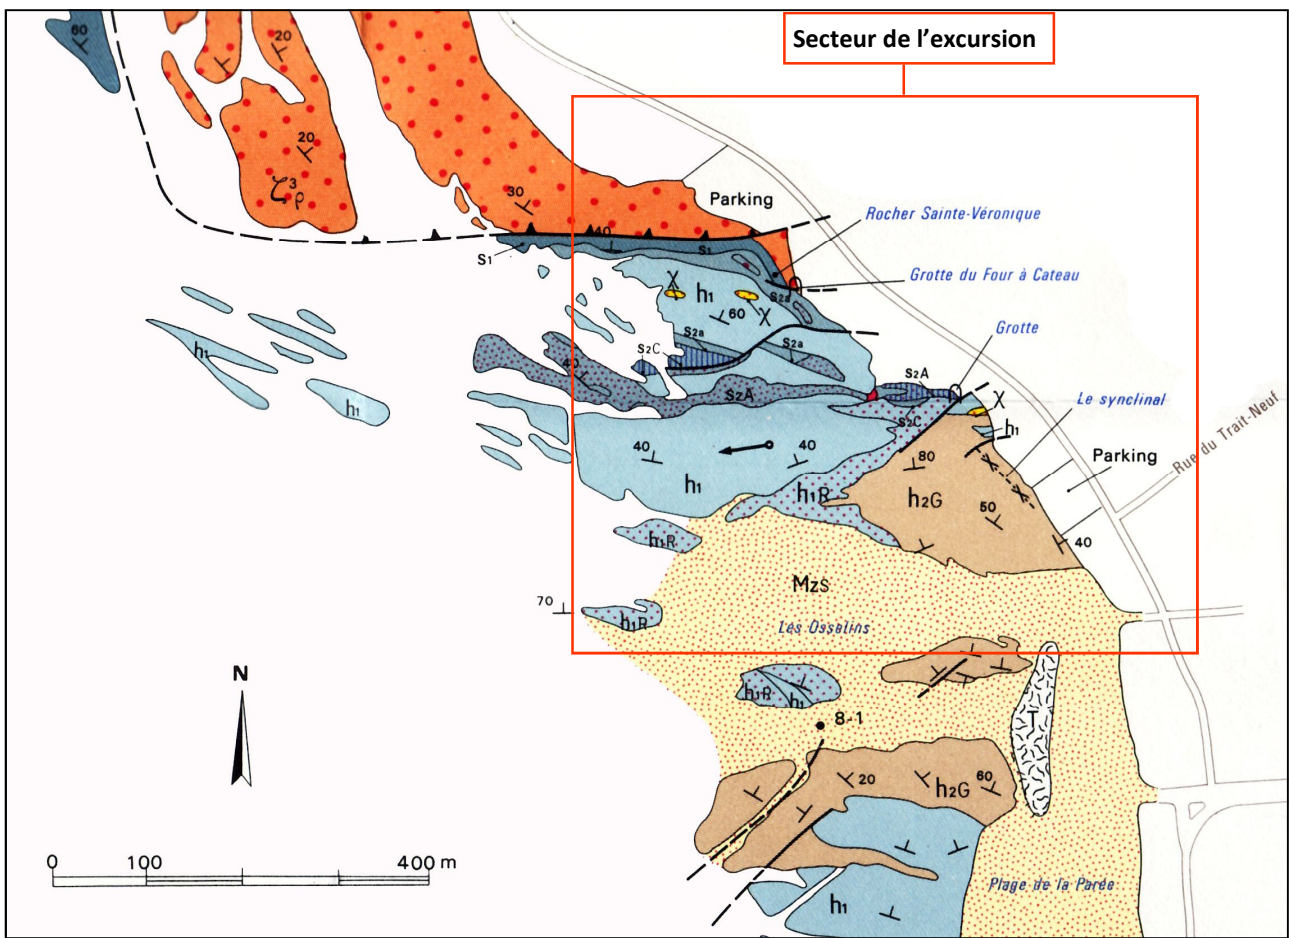 Secteur de l'excursion
60
20
20
ζ³ρ
30
Parking
Rocher Sainte-Véronique
40
S1
S1
Grotte du Four à Cateau
χ
h1
S2a
60
χ
Grotte
S2a
S2C
S2a
h1
40
S2A
S2A
χ
Le synclinal
h1
S2C
h1
Rue du Trait-Neuf
Parking
40
40
80
h1
h1R
h2G
50
h1R
40
MzS
70
h1R
Les Osselins
N
h1R
h1
8-1
T
20
h2G
60
0 100 400 m
Plage de la Parée
h1